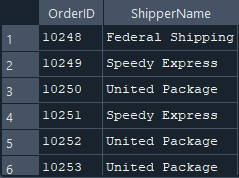 OrderID ShipperName
1 10248 Federal Shipping
2 10249 Speedy Express
3 10250 United Package
4 10251 Speedy Express
5 10252 United Package
6 10253 United Package